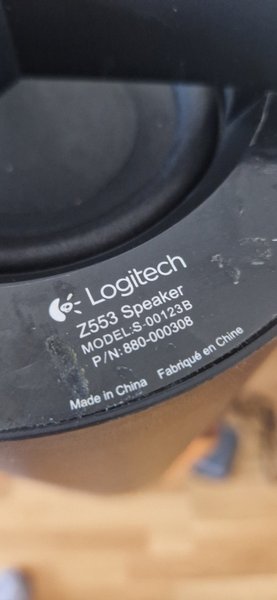 Logitech
Z553 Speaker
MODEL:S-00123B
P/N:880-000308
Made in China Fabriqué en Chine